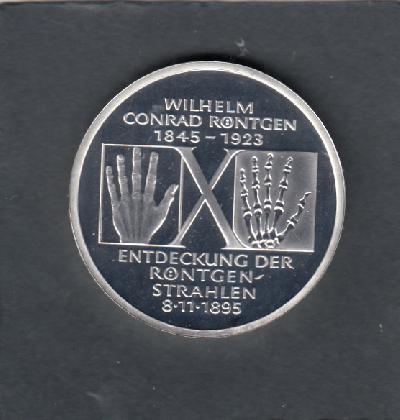 WILHELM
CONRAD RÖNTGEN
1845-1923
X
ENTDECKUNG DER
RÖNTGEN-
STRAHLEN
8·11·1895